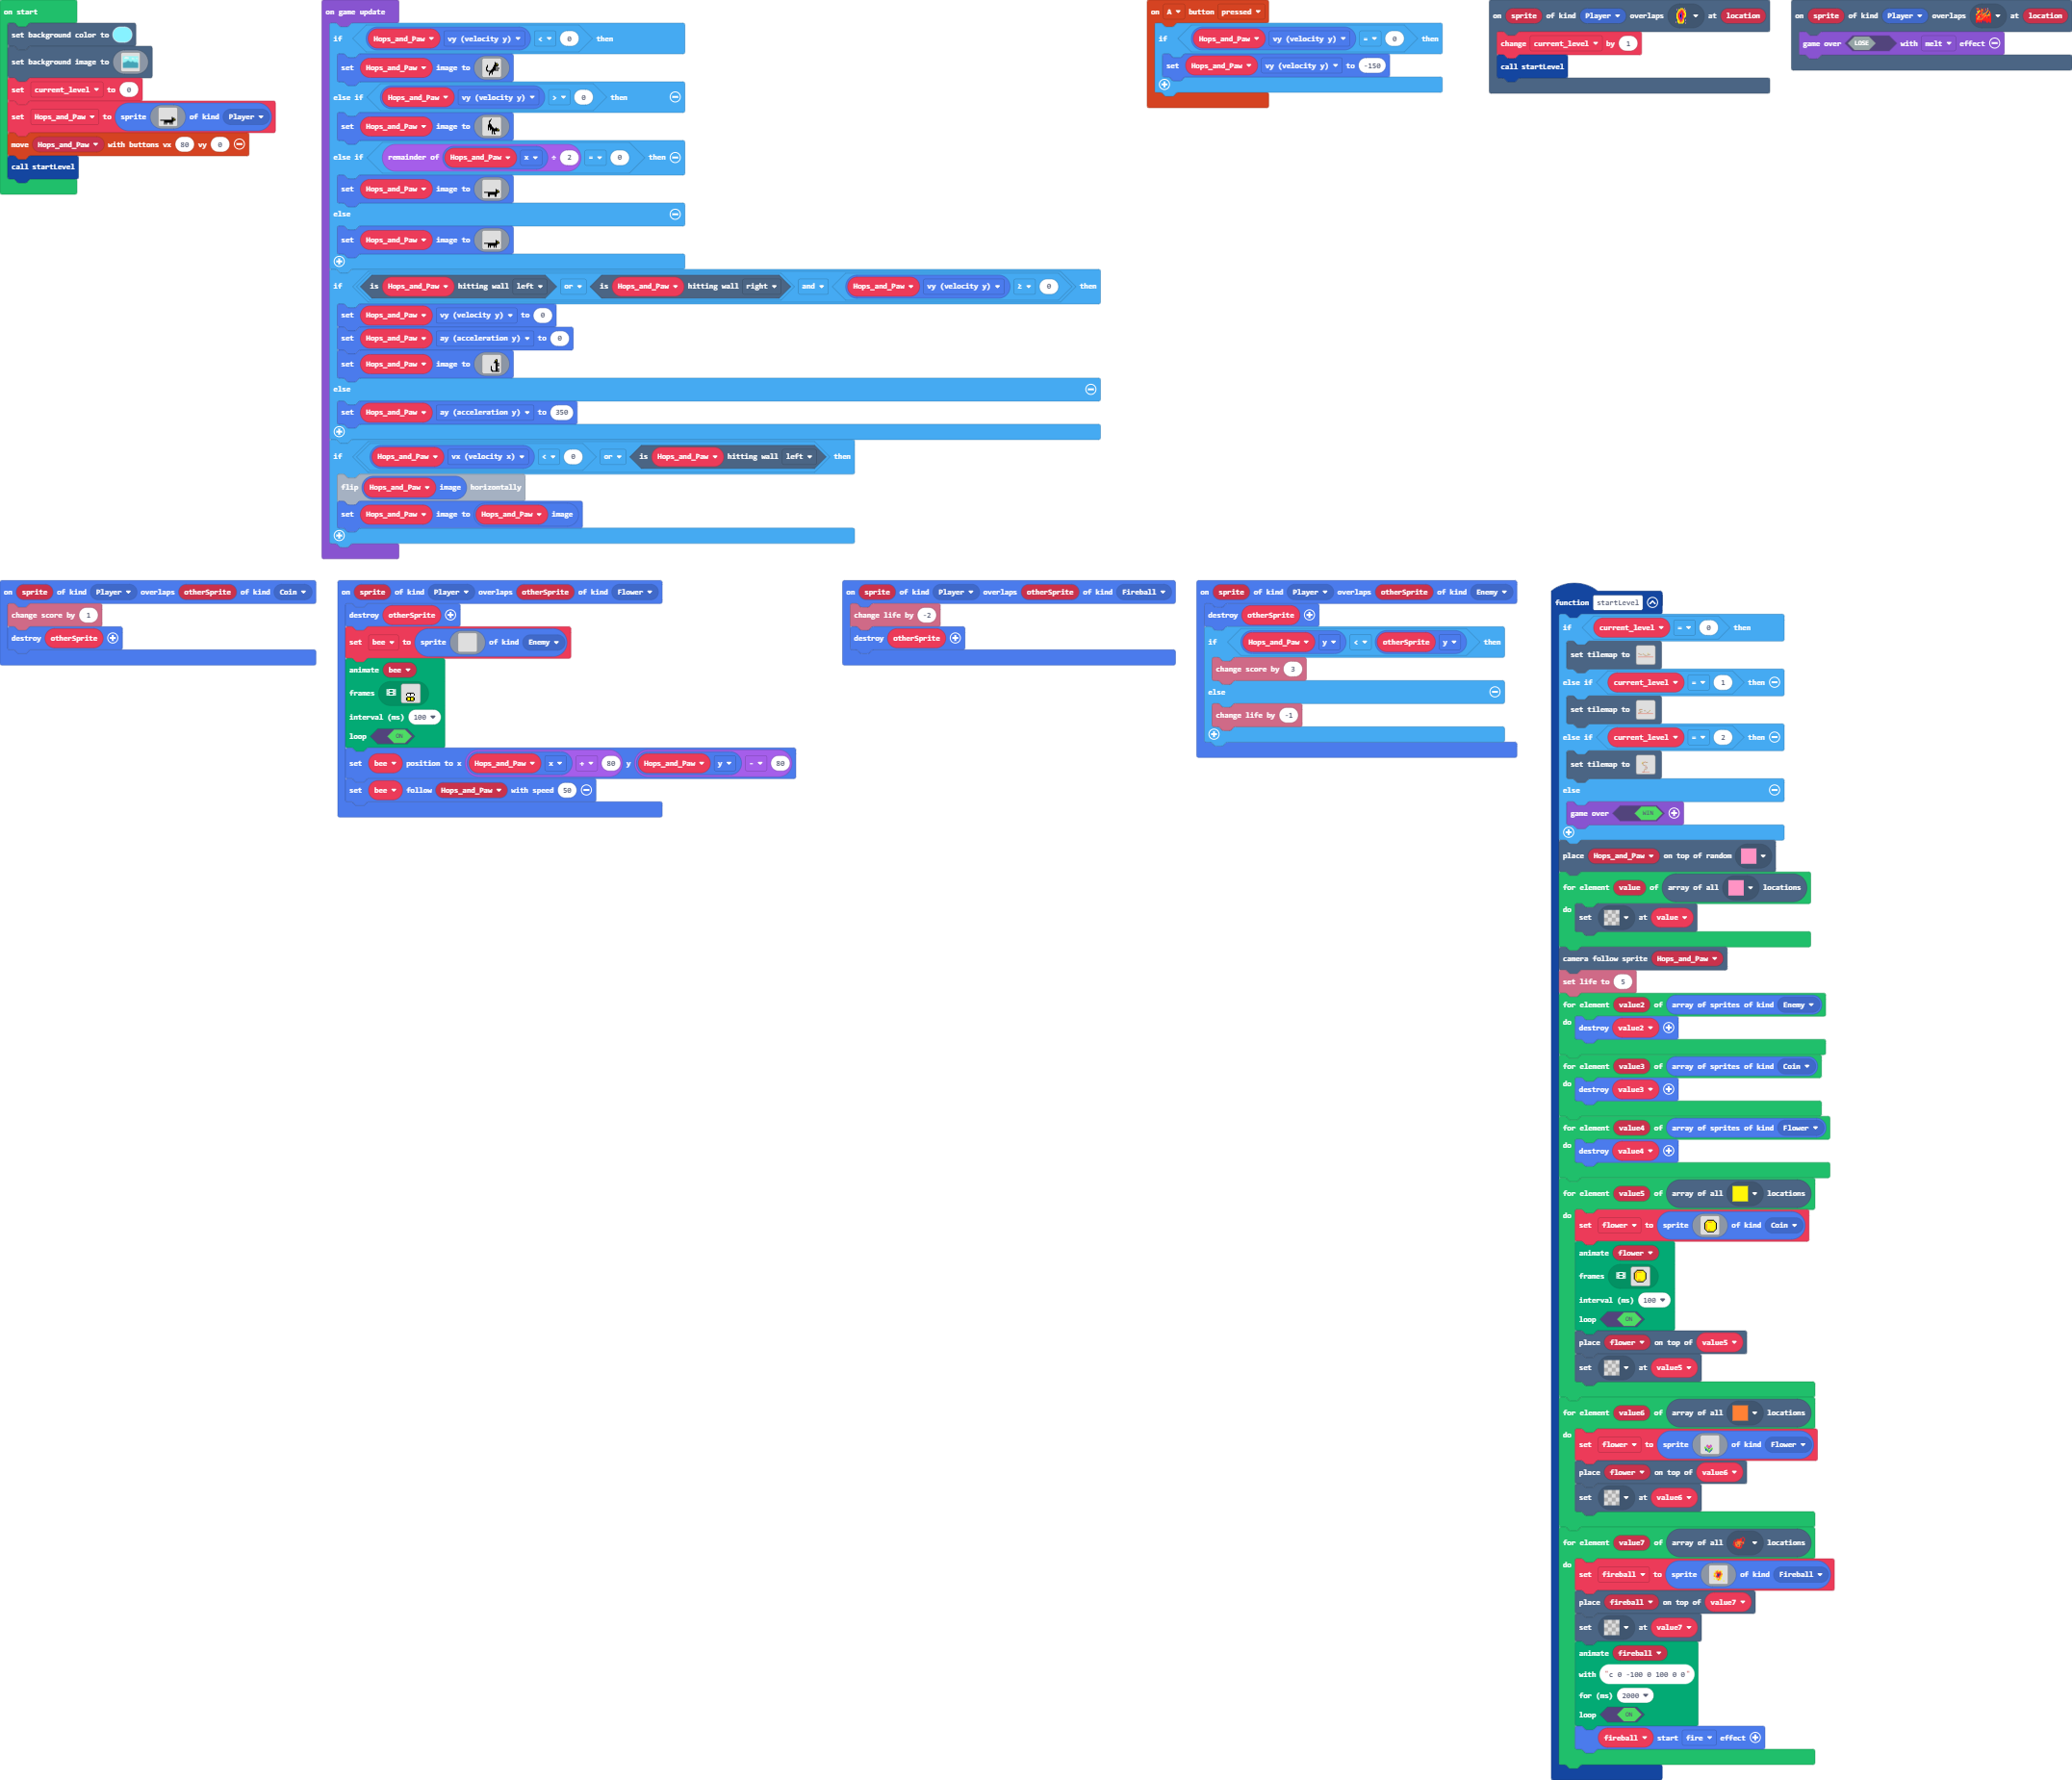 on start
set background color to
set background image to
set current_level to 0
set Hops_and_Paw to sprite of kind Player
move Hops_and_Paw with buttons vx 80 vy 0
call startLevel
on game update
if Hops_and_Paw vy (velocity y) < 0 then
set Hops_and_Paw image to
else if Hops_and_Paw vy (velocity y) > 0 then
set Hops_and_Paw image to
else if remainder of Hops_and_Paw x ÷ 2 = 0 then
set Hops_and_Paw image to
else
set Hops_and_Paw image to
if is Hops_and_Paw hitting wall left or is Hops_and_Paw hitting wall right and Hops_and_Paw vy (velocity y) ≥ 0 then
set Hops_and_Paw vy (velocity y) to 0
set Hops_and_Paw ay (acceleration y) to 0
set Hops_and_Paw image to
else
set Hops_and_Paw ay (acceleration y) to 350
if Hops_and_Paw vx (velocity x) < 0 or is Hops_and_Paw hitting wall left then
flip Hops_and_Paw image horizontally
set Hops_and_Paw image to Hops_and_Paw image
on A button pressed
if Hops_and_Paw vy (velocity y) = 0 then
set Hops_and_Paw vy (velocity y) to -150
on sprite of kind Player overlaps at location
change current_level by 1
call startLevel
on sprite of kind Player overlaps at location
game over LOSE with melt effect
on sprite of kind Player overlaps otherSprite of kind Coin
change score by 1
destroy otherSprite
on sprite of kind Player overlaps otherSprite of kind Flower
destroy otherSprite
set bee to sprite of kind Enemy
animate bee
frames
interval (ms) 100
loop ON
set bee position to x Hops_and_Paw x + 80 y Hops_and_Paw y - 80
set bee follow Hops_and_Paw with speed 50
on sprite of kind Player overlaps otherSprite of kind Fireball
change life by -2
destroy otherSprite
on sprite of kind Player overlaps otherSprite of kind Enemy
destroy otherSprite
if Hops_and_Paw y < otherSprite y then
change score by 3
else
change life by -1
function startLevel
if current_level = 0 then
set tilemap to
else if current_level = 1 then
set tilemap to
else if current_level = 2 then
set tilemap to
else
game over WIN
place Hops_and_Paw on top of random
for element value of array of all locations
do set at value
camera follow sprite Hops_and_Paw
set life to 5
for element value2 of array of sprites of kind Enemy
do destroy value2
for element value3 of array of sprites of kind Coin
do destroy value3
for element value4 of array of sprites of kind Flower
do destroy value4
for element value5 of array of all locations
do set flower to sprite of kind Coin
animate flower
frames
interval (ms) 100
loop ON
place flower on top of value5
set at value5
for element value6 of array of all locations
do set flower to sprite of kind Flower
place flower on top of value6
set at value6
for element value7 of array of all locations
do set fireball to sprite of kind Fireball
place fireball on top of value7
set at value7
animate fireball
with "c 0 -100 0 100 0 0"
for (ms) 2000
loop ON
fireball start fire effect